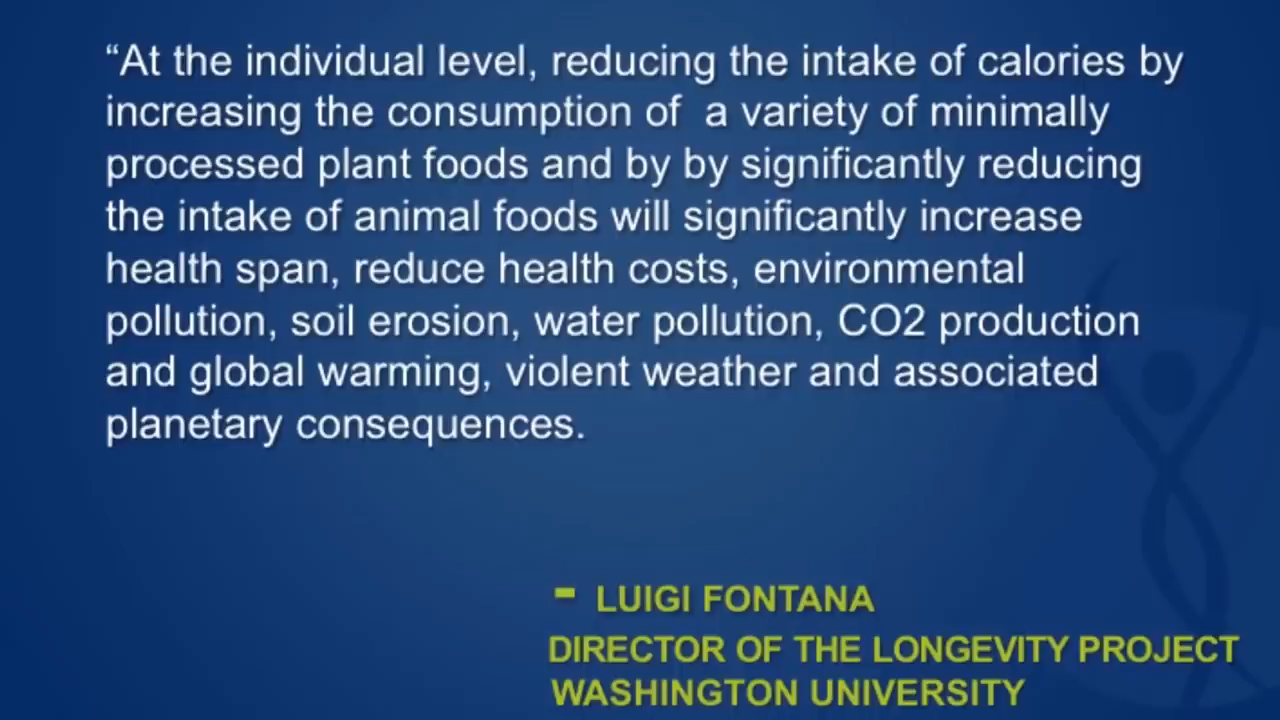 “At the individual level, reducing the intake of calories by
increasing the consumption of  a variety of minimally
processed plant foods and by by significantly reducing
the intake of animal foods will significantly increase
health span, reduce health costs, environmental
pollution, soil erosion, water pollution, CO2 production
and global warming, violent weather and associated
planetary consequences.
- LUIGI FONTANA
DIRECTOR OF THE LONGEVITY PROJECT
WASHINGTON UNIVERSITY